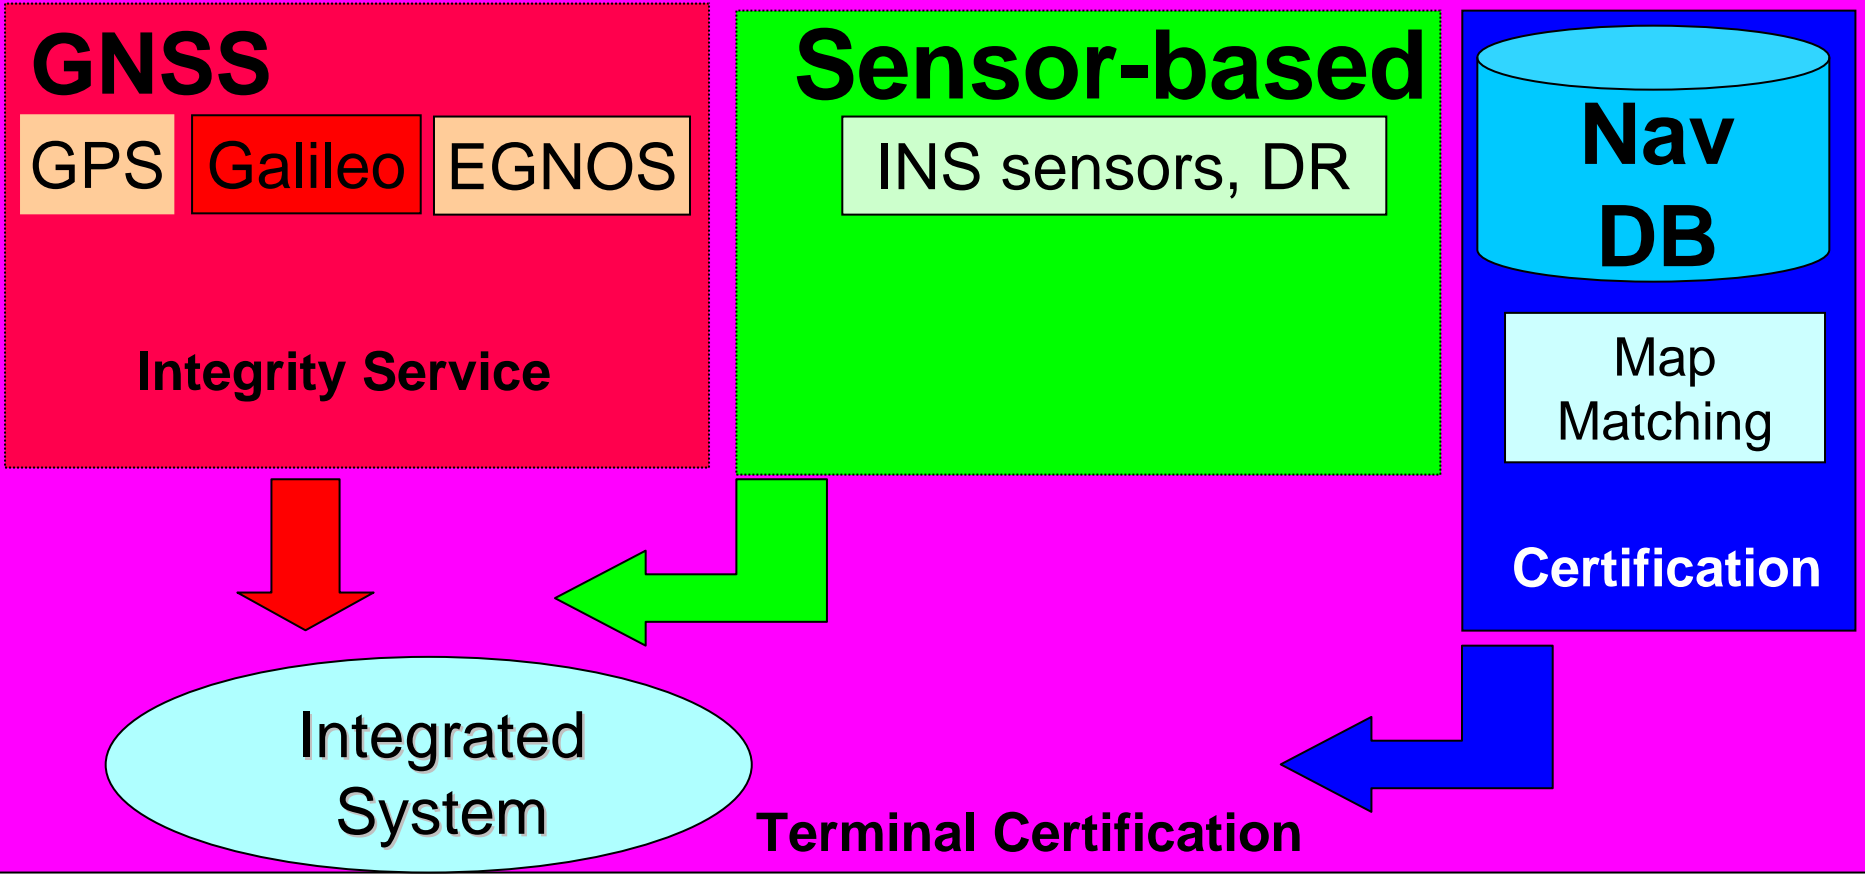 GNSS
GPS
Galileo
EGNOS
Integrity Service
Sensor-based
INS sensors, DR
Nav
DB
Map
Matching
Certification
Integrated
System
Terminal Certification